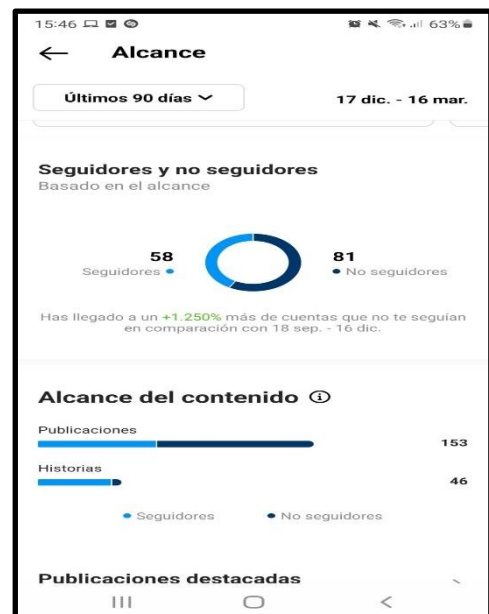 15:46 63%
Alcance
Últimos 90 días 17 dic. - 16 mar.
Seguidores y no seguidores
Basado en el alcance
58 81
Seguidores No seguidores
Has llegado a un +1.250% más de cuentas que no te seguían
en comparación con 18 sep. - 16 dic.
Alcance del contenido
Publicaciones
153
Historias
46
Seguidores No seguidores
Publicaciones destacadas